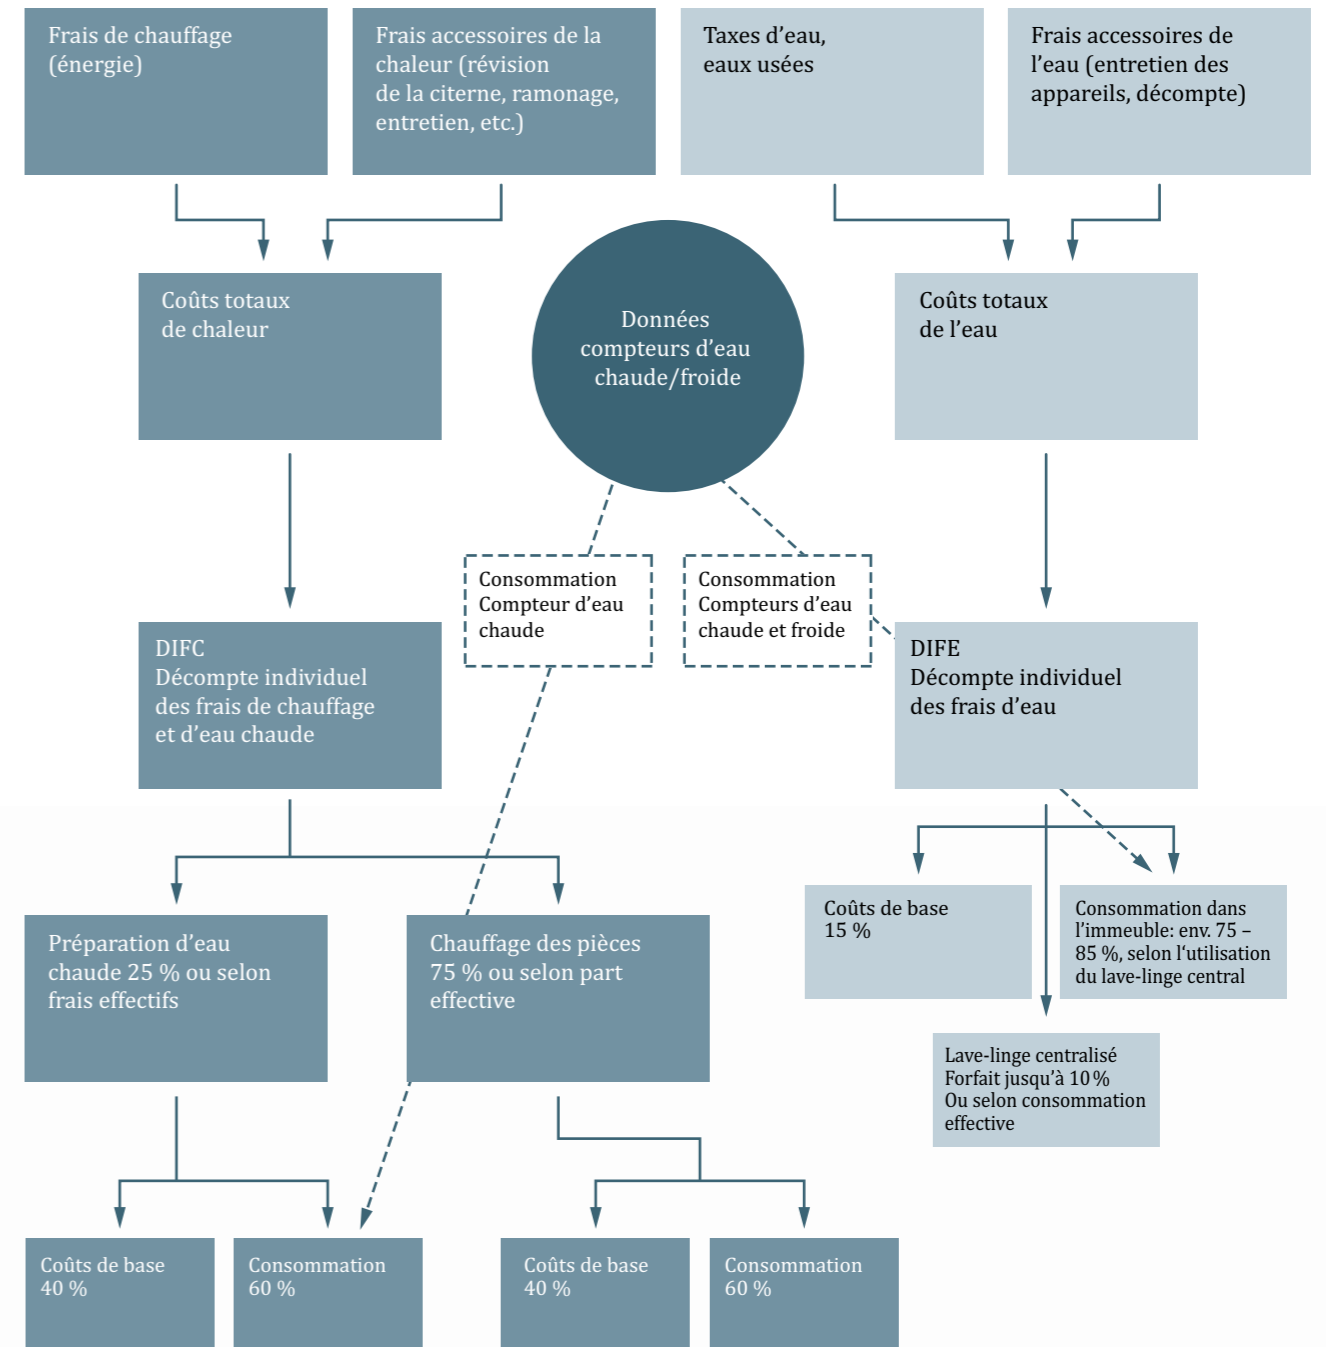 Frais de chauffage
(énergie)
Frais accessoires de la
chaleur (révision
de la citerne, ramonage,
entretien, etc.)
Taxes d’eau,
eaux usées
Frais accessoires de
l’eau (entretien des
appareils, décompte)
Coûts totaux
de chaleur
Données
compteurs d’eau
chaude/froide
Coûts totaux
de l’eau
Consommation
Compteur d’eau
chaude
Consommation
Compteurs d’eau
chaude et froide
DIFC
Décompte individuel
des frais de chauffage
et d’eau chaude
DIFE
Décompte individuel
des frais d’eau
Préparation d’eau
chaude 25 % ou selon
frais effectifs
Chauffage des pièces
75 % ou selon part
effective
Coûts de base
15 %
Consommation dans
l’immeuble: env. 75 –
85 %, selon l‘utilisation
du lave-linge central
Lave-linge centralisé
Forfait jusqu’à 10 %
Ou selon consommation
effective
Coûts de base
40 %
Consommation
60 %
Coûts de base
40 %
Consommation
60 %